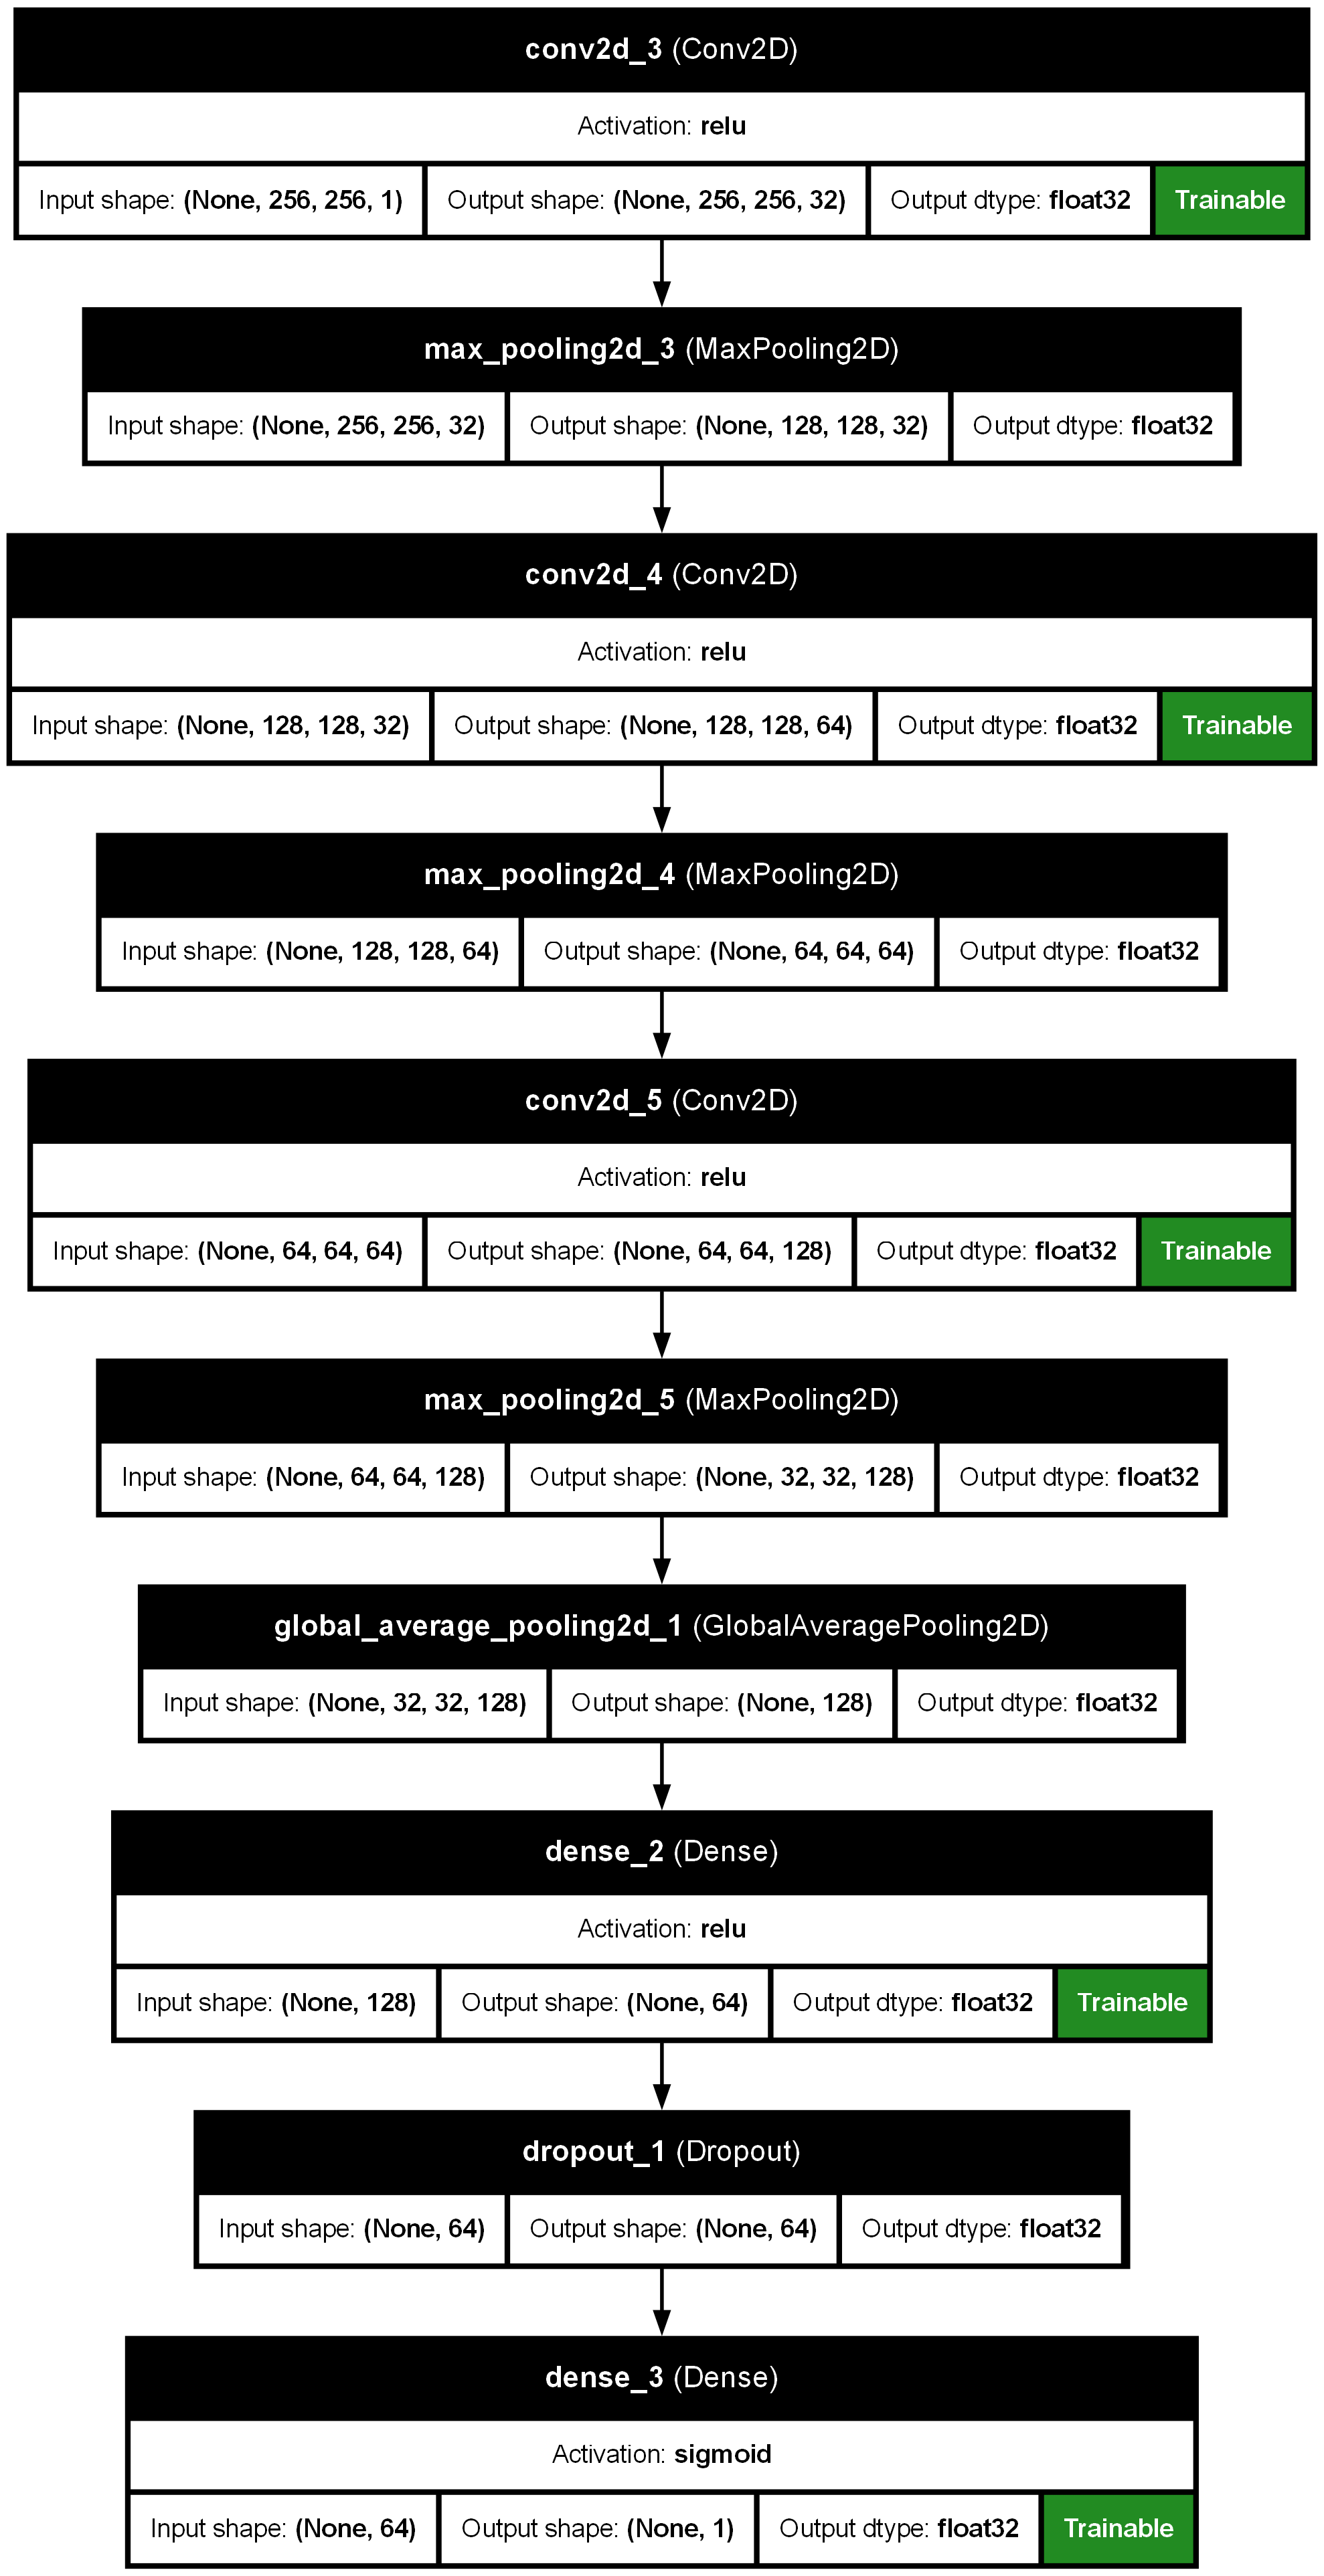 conv2d_3 (Conv2D)
Activation: relu
Input shape: (None, 256, 256, 1) Output shape: (None, 256, 256, 32) Output dtype: float32 Trainable
max_pooling2d_3 (MaxPooling2D)
Input shape: (None, 256, 256, 32) Output shape: (None, 128, 128, 32) Output dtype: float32
conv2d_4 (Conv2D)
Activation: relu
Input shape: (None, 128, 128, 32) Output shape: (None, 128, 128, 64) Output dtype: float32 Trainable
max_pooling2d_4 (MaxPooling2D)
Input shape: (None, 128, 128, 64) Output shape: (None, 64, 64, 64) Output dtype: float32
conv2d_5 (Conv2D)
Activation: relu
Input shape: (None, 64, 64, 64) Output shape: (None, 64, 64, 128) Output dtype: float32 Trainable
max_pooling2d_5 (MaxPooling2D)
Input shape: (None, 64, 64, 128) Output shape: (None, 32, 32, 128) Output dtype: float32
global_average_pooling2d_1 (GlobalAveragePooling2D)
Input shape: (None, 32, 32, 128) Output shape: (None, 128) Output dtype: float32
dense_2 (Dense)
Activation: relu
Input shape: (None, 128) Output shape: (None, 64) Output dtype: float32 Trainable
dropout_1 (Dropout)
Input shape: (None, 64) Output shape: (None, 64) Output dtype: float32
dense_3 (Dense)
Activation: sigmoid
Input shape: (None, 64) Output shape: (None, 1) Output dtype: float32 Trainable